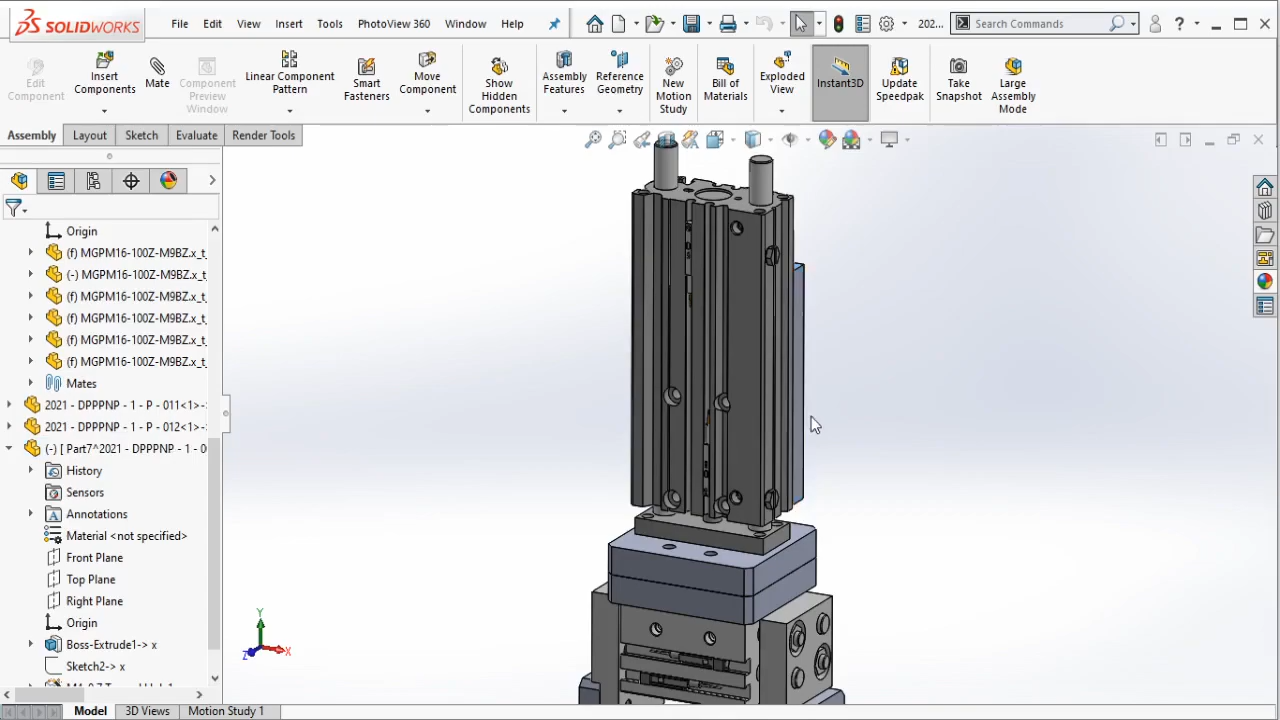 SOLIDWORKS
File Edit View Insert Tools PhotoView 360 Window Help
202...
Search Commands
Edit Component
Insert Components
Mate
Component Preview Window
Linear Component Pattern
Smart Fasteners
Move Component
Show Hidden Components
Assembly Features
Reference Geometry
New Motion Study
Bill of Materials
Exploded View
Instant3D
Update Speedpak
Take Snapshot
Large Assembly Mode
Assembly Layout Sketch Evaluate Render Tools
Origin
(f) MGPM16-100Z-M9BZ.x_t
(-) MGPM16-100Z-M9BZ.x_t
(f) MGPM16-100Z-M9BZ.x_t
(f) MGPM16-100Z-M9BZ.x_t
(f) MGPM16-100Z-M9BZ.x_t
(f) MGPM16-100Z-M9BZ.x_t
Mates
2021 - DPPPNP - 1 - P - 011<1>->
2021 - DPPPNP - 1 - P - 012<1>->
(-) [ Part7^2021 - DPPPNP - 1 - 0
History
Sensors
Annotations
Material <not specified>
Front Plane
Top Plane
Right Plane
Origin
Boss-Extrude1-> x
Sketch2-> x
Y
X
Z
Model 3D Views Motion Study 1